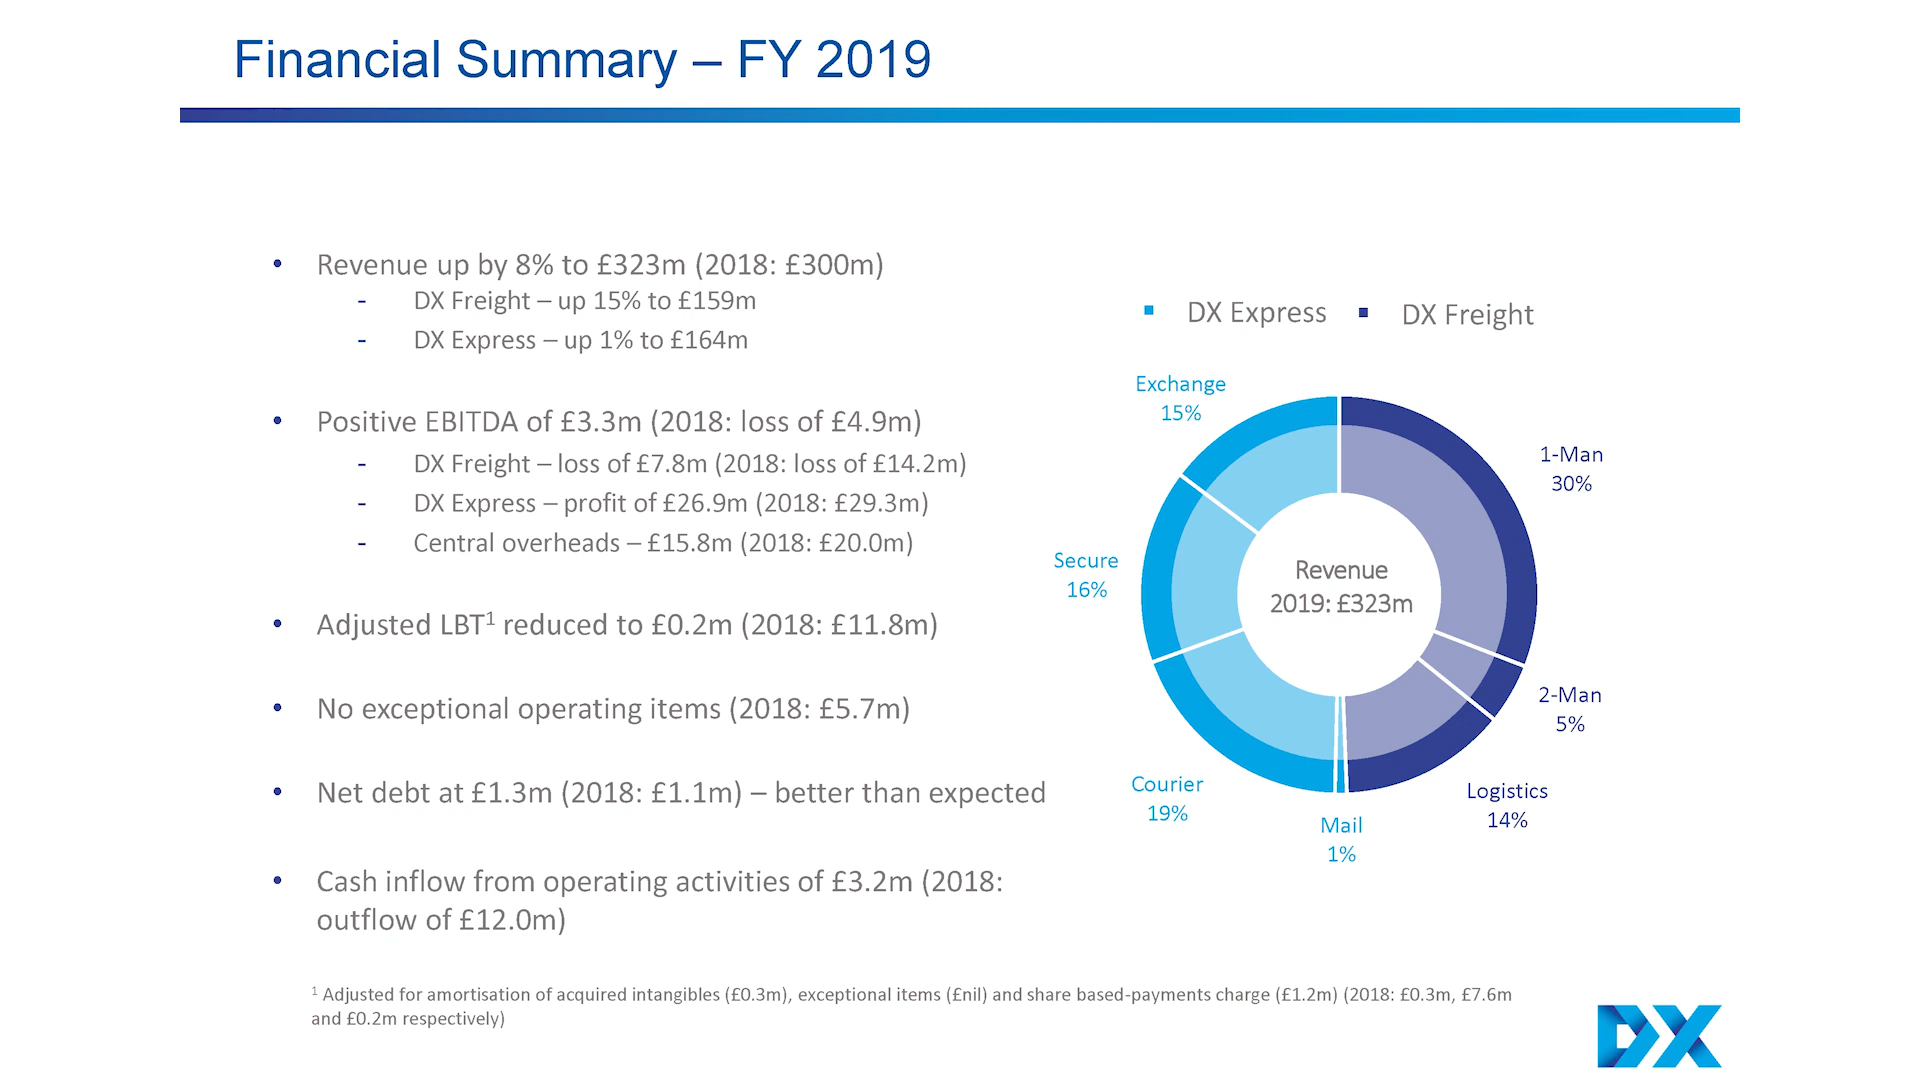 Financial Summary – FY 2019
• Revenue up by 8% to £323m (2018: £300m)
- DX Freight – up 15% to £159m
- DX Express – up 1% to £164m
• Positive EBITDA of £3.3m (2018: loss of £4.9m)
- DX Freight – loss of £7.8m (2018: loss of £14.2m)
- DX Express – profit of £26.9m (2018: £29.3m)
- Central overheads – £15.8m (2018: £20.0m)
• Adjusted LBT¹ reduced to £0.2m (2018: £11.8m)
• No exceptional operating items (2018: £5.7m)
• Net debt at £1.3m (2018: £1.1m) – better than expected
• Cash inflow from operating activities of £3.2m (2018:
outflow of £12.0m)
DX Express
DX Freight
Exchange
15%
1-Man
30%
Secure
16%
Revenue
2019: £323m
2-Man
5%
Courier
19%
Logistics
14%
Mail
1%
¹ Adjusted for amortisation of acquired intangibles (£0.3m), exceptional items (£nil) and share based-payments charge (£1.2m) (2018: £0.3m, £7.6m
and £0.2m respectively)
DX